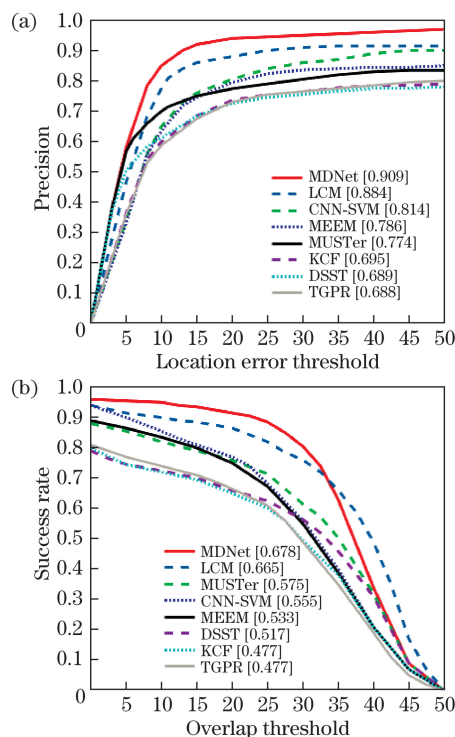 (a)
1.0
0.9
0.8
0.7
0.6
0.5
0.4
0.3
0.2
0.1
0
Precision
MDNet [0.909]
LCM [0.884]
CNN-SVM [0.814]
MEEM [0.786]
MUSTer [0.774]
KCF [0.695]
DSST [0.689]
TGPR [0.688]
5 10 15 20 25 30 35 40 45 50
Location error threshold
(b)
1.0
0.9
0.8
0.7
0.6
0.5
0.4
0.3
0.2
0.1
0
Success rate
MDNet [0.678]
LCM [0.665]
MUSTer [0.575]
CNN-SVM [0.555]
MEEM [0.533]
DSST [0.517]
KCF [0.477]
TGPR [0.477]
5 10 15 20 25 30 35 40 45 50
Overlap threshold